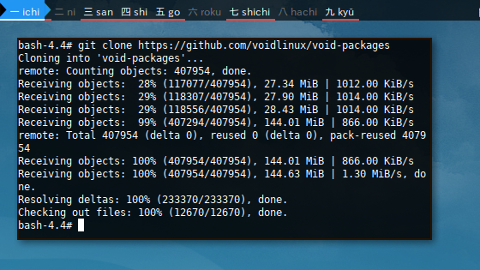 一 ichi 二 ni 三 san 四 shi 五 go 六 roku 七 shichi 八 hachi 九 kyú
bash-4.4# git clone https://github.com/voidlinux/void-packages
Cloning into 'void-packages'...
remote: Counting objects: 407954, done.
Receiving objects:  28% (117077/407954), 27.34 MiB | 1012.00 KiB/s
Receiving objects:  29% (118307/407954), 27.90 MiB | 1014.00 KiB/s
Receiving objects:  29% (118556/407954), 28.43 MiB | 1014.00 KiB/s
Receiving objects:  99% (407294/407954), 144.01 MiB | 866.00 KiB/s
remote: Total 407954 (delta 0), reused 0 (delta 0), pack-reused 4079
54
Receiving objects: 100% (407954/407954), 144.01 MiB | 866.00 KiB/s
Receiving objects: 100% (407954/407954), 144.63 MiB | 1.30 MiB/s, do
ne.
Resolving deltas: 100% (233370/233370), done.
Checking out files: 100% (12670/12670), done.
bash-4.4#